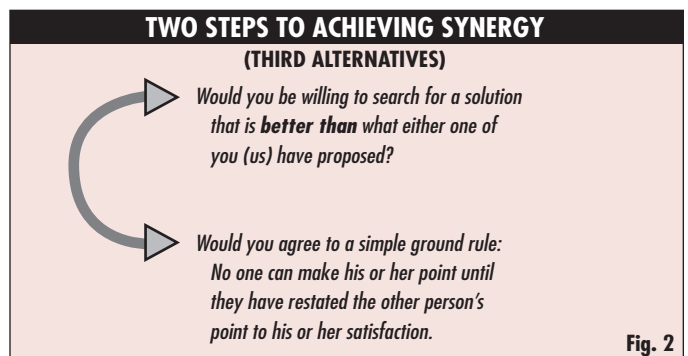 TWO STEPS TO ACHIEVING SYNERGY
(THIRD ALTERNATIVES)
Would you be willing to search for a solution
that is better than what either one of
you (us) have proposed?
Would you agree to a simple ground rule:
No one can make his or her point until
they have restated the other person's
point to his or her satisfaction.
Fig. 2